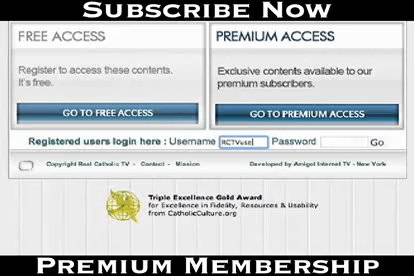 Subscribe Now
FREE ACCESS
Register to access these contents.
It's free.
GO TO FREE ACCESS
PREMIUM ACCESS
Exclusive contents available to our
premium subscribers.
GO TO PREMIUM ACCESS
Registered users login here : Username RCTVuse Password Go
Copyright Real Catholic TV - Contact - Mission Developed by Amigat Internet TV - New York
Triple Excellence Gold Award
for Excellence in Fidelity, Resources & Usability
from CatholicCulture.org
Premium Membership